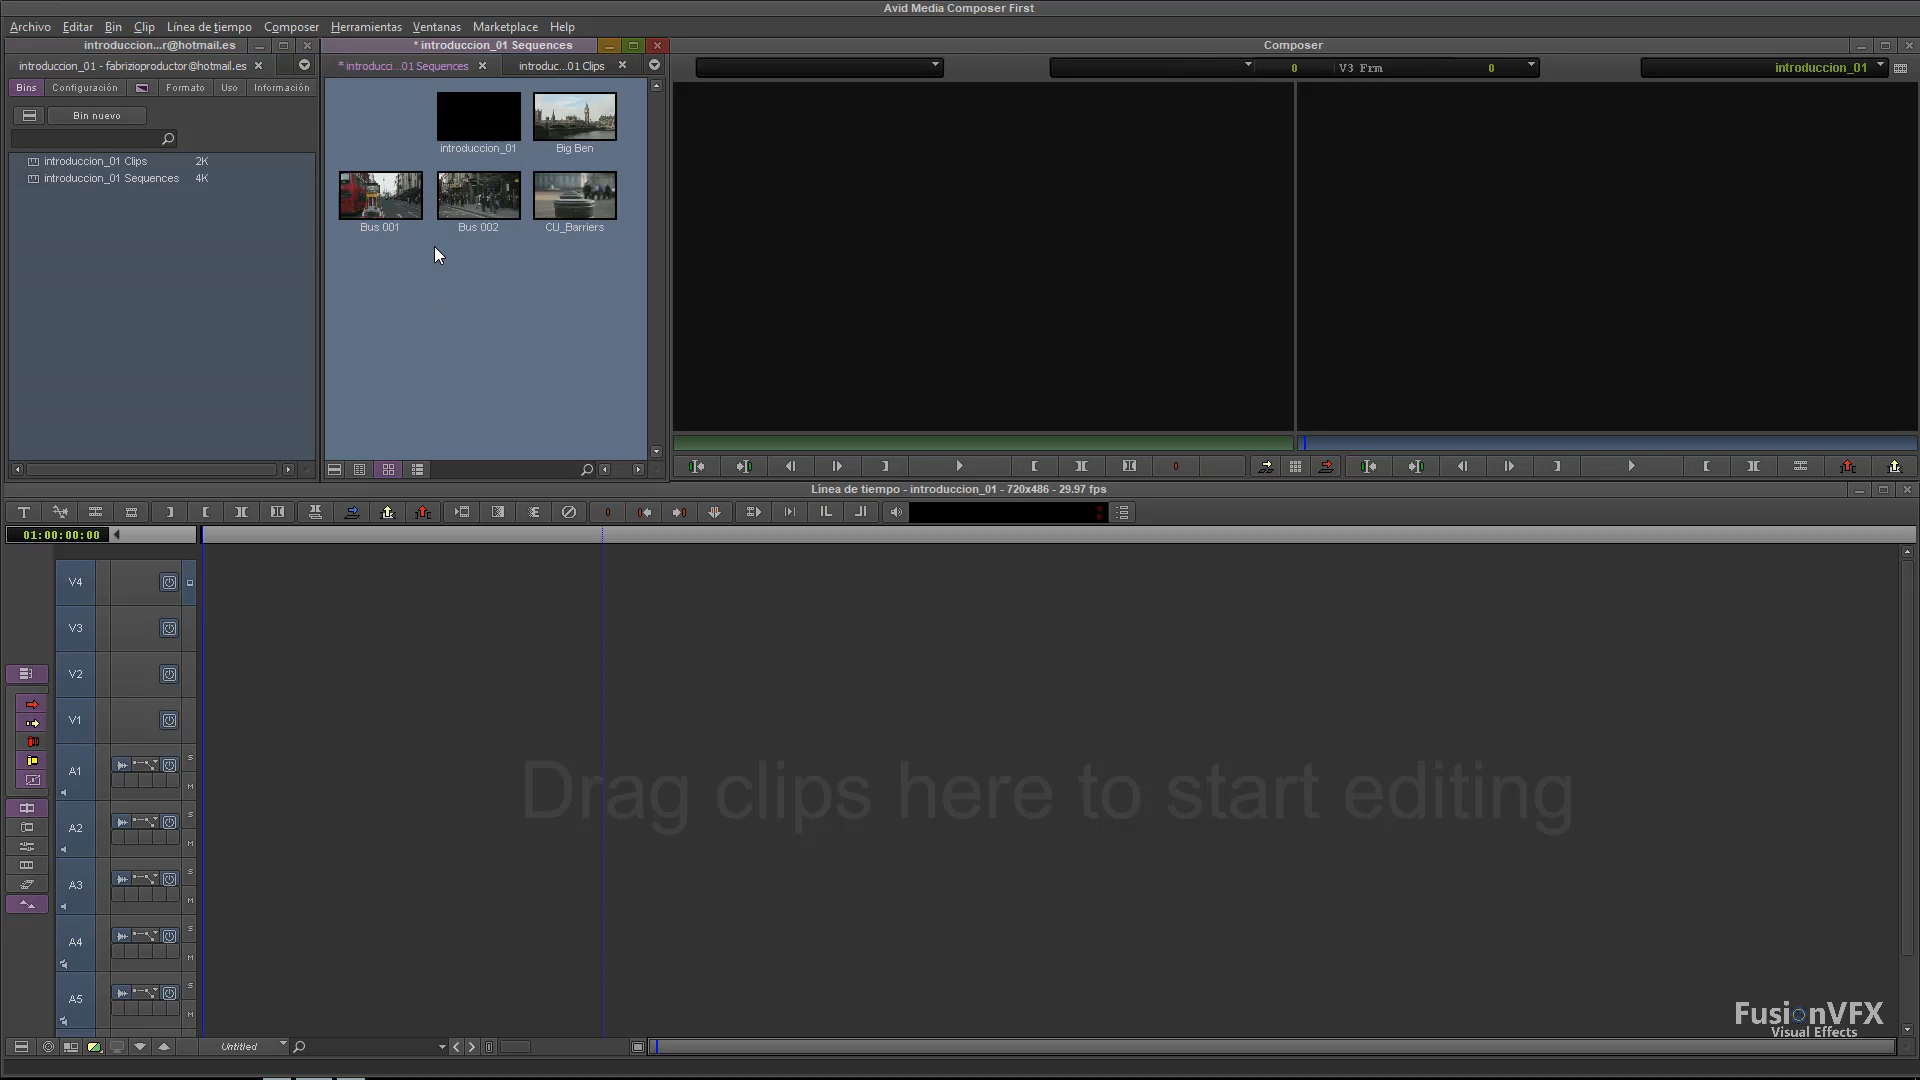 Avid Media Composer First
Archivo Editar Bin Clip Línea de tiempo Composer Herramientas Ventanas Marketplace Help
introduccion...r@hotmail.es
* introduccion_01 Sequences
Composer
introduccion_01 - fabrizioproductor@hotmail.es
* introducci...01 Sequences
introduc...01 Clips
0
V3 Frm
0
introduccion_01
Bins Configuración Formato Uso Información
Bin nuevo
introduccion_01 Clips 2K
introduccion_01 Sequences 4K
introduccion_01
Big Ben
Bus 001
Bus 002
CU_Barriers
Línea de tiempo - introduccion_01 - 720x486 - 29.97 fps
01:00:00:00
V4
V3
V2
V1
A1
S
M
A2
S
M
A3
S
M
A4
S
M
A5
S
M
Drag clips here to start editing
FusionVFX
Visual Effects
Untitled